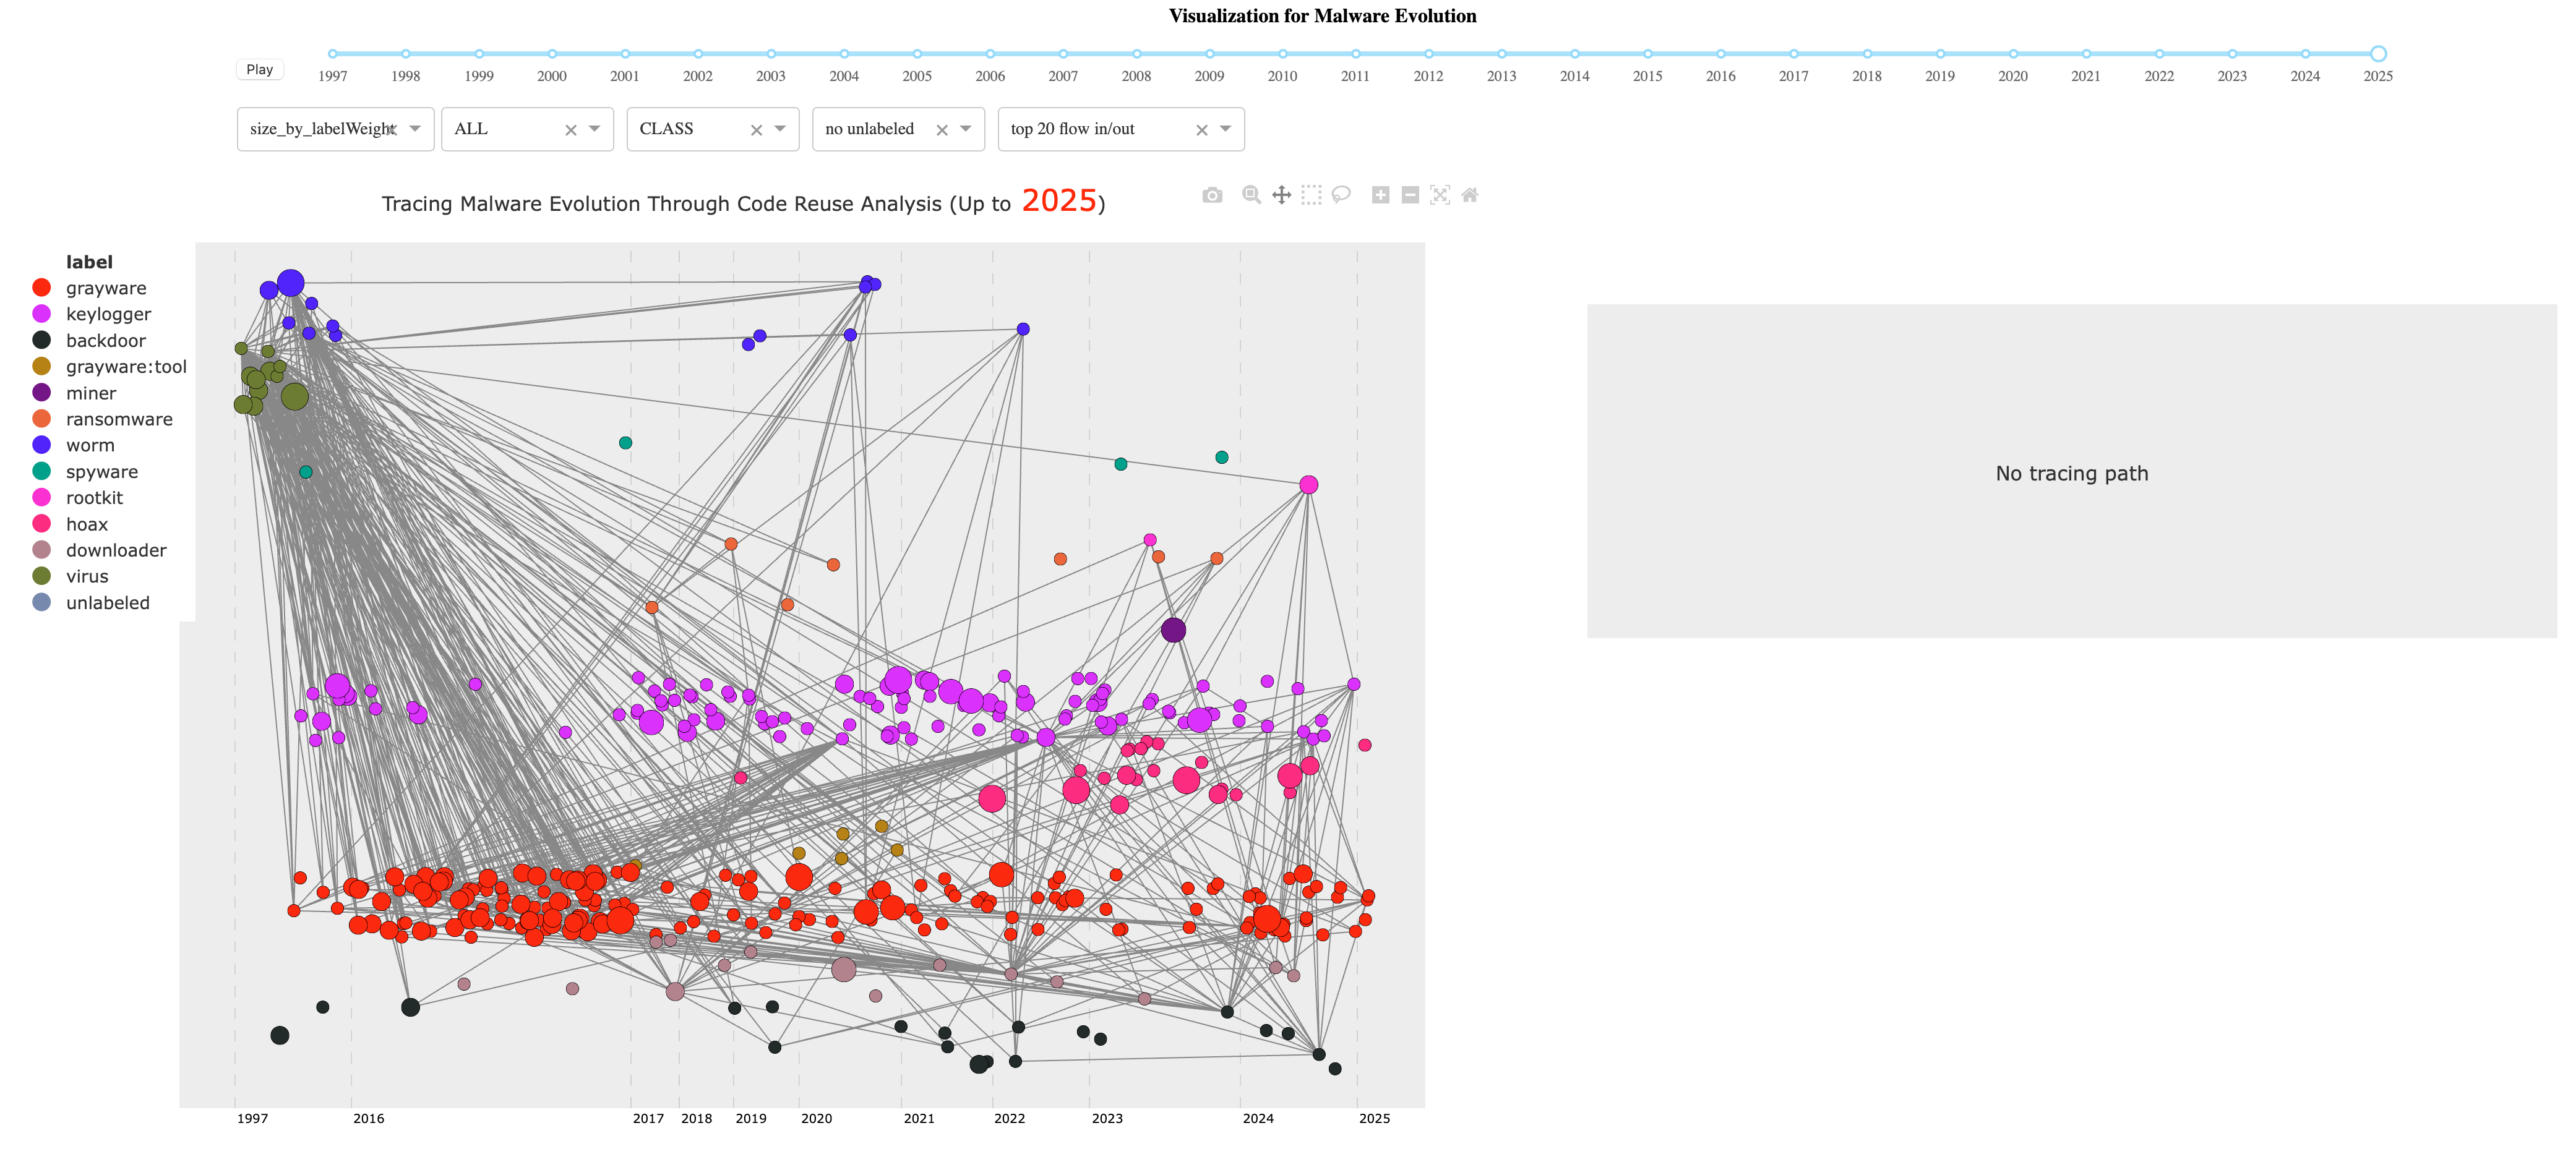 Visualization for Malware Evolution
Play
1997 1998 1999 2000 2001 2002 2003 2004 2005 2006 2007 2008 2009 2010 2011 2012 2013 2014 2015 2016 2017 2018 2019 2020 2021 2022 2023 2024 2025
size_by_labelWeight ALL CLASS no unlabeled top 20 flow in/out
Tracing Malware Evolution Through Code Reuse Analysis (Up to 2025)
label
grayware
keylogger
backdoor
grayware:tool
miner
ransomware
worm
spyware
rootkit
hoax
downloader
virus
unlabeled
No tracing path
1997 2016 2017 2018 2019 2020 2021 2022 2023 2024 2025